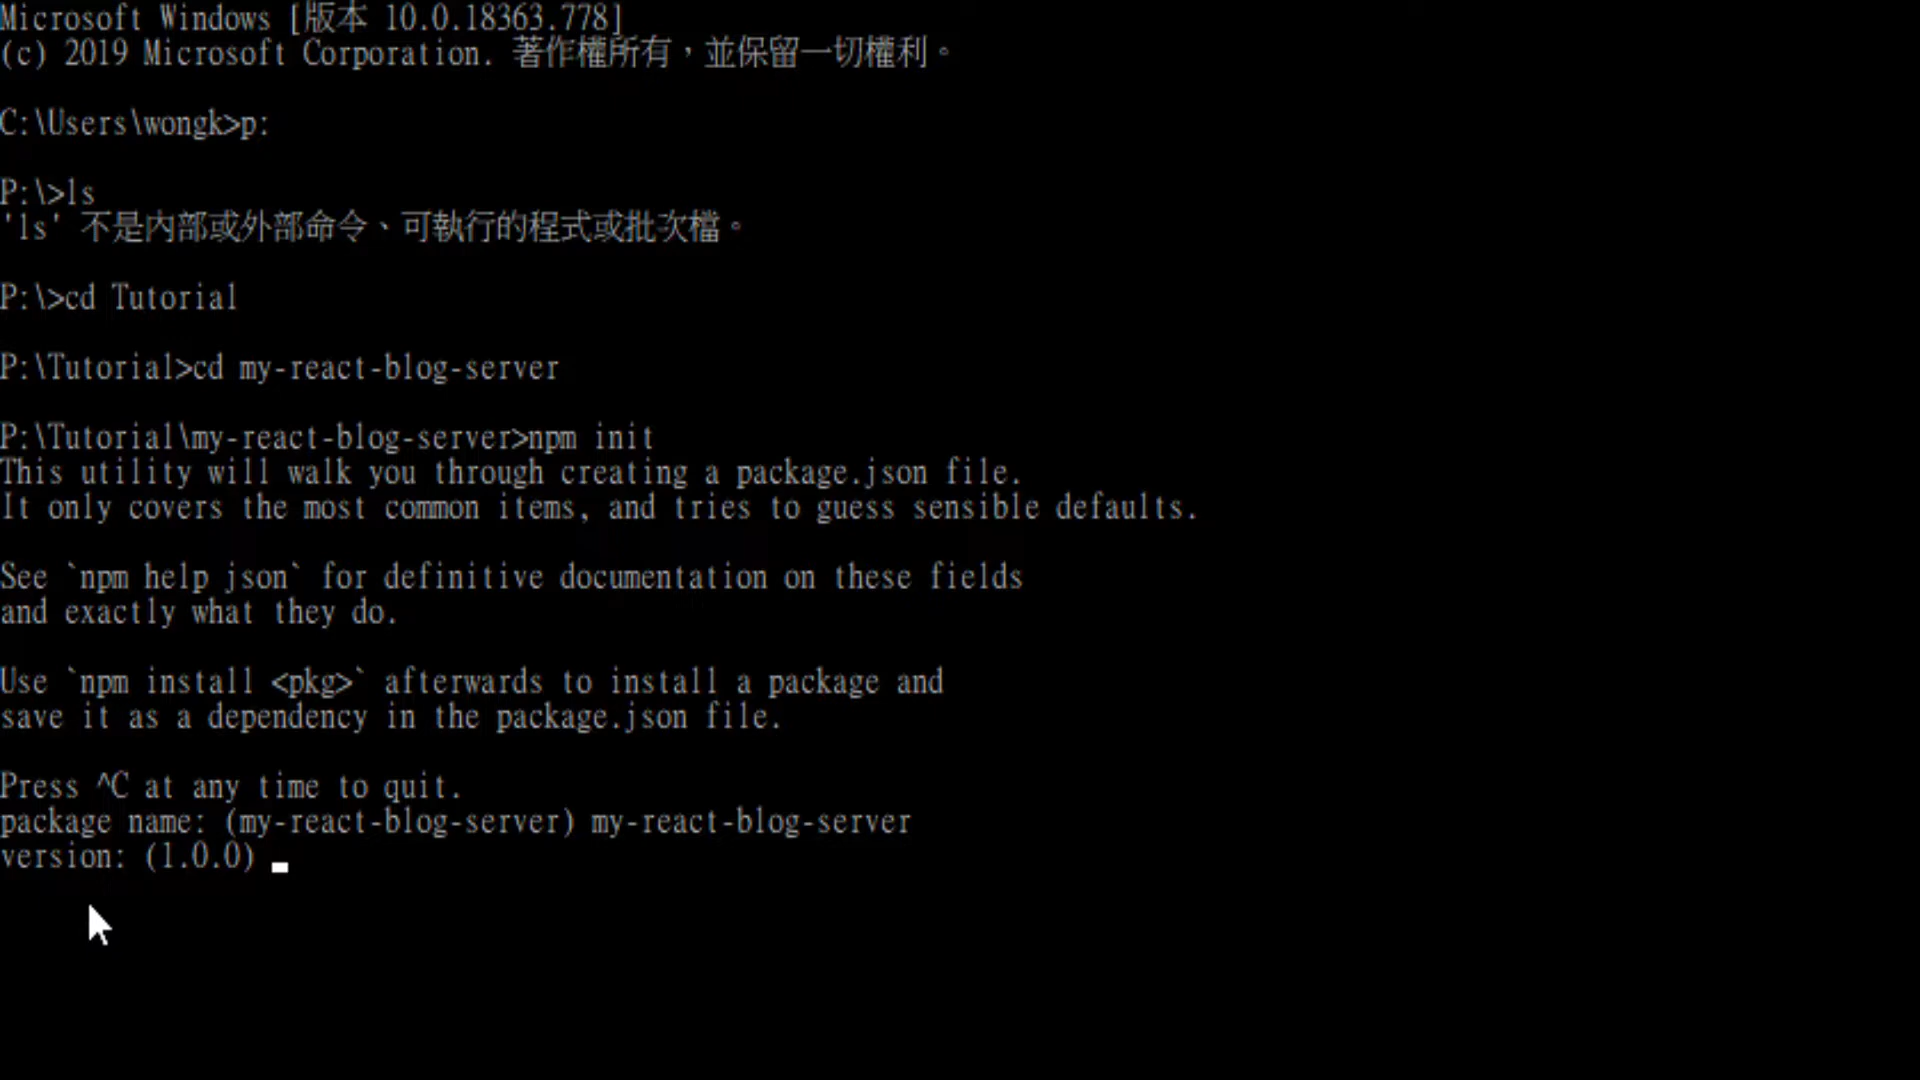 Microsoft Windows [版本 10.0.18363.778]
(c) 2019 Microsoft Corporation. 著作權所有，並保留一切權利。
C:\Users\wongk>p:
P:\>ls
'ls' 不是內部或外部命令、可執行的程式或批次檔。
P:\>cd Tutorial
P:\Tutorial>cd my-react-blog-server
P:\Tutorial\my-react-blog-server>npm init
This utility will walk you through creating a package.json file.
It only covers the most common items, and tries to guess sensible defaults.
See `npm help json` for definitive documentation on these fields
and exactly what they do.
Use `npm install <pkg>` afterwards to install a package and
save it as a dependency in the package.json file.
Press ^C at any time to quit.
package name: (my-react-blog-server) my-react-blog-server
version: (1.0.0)